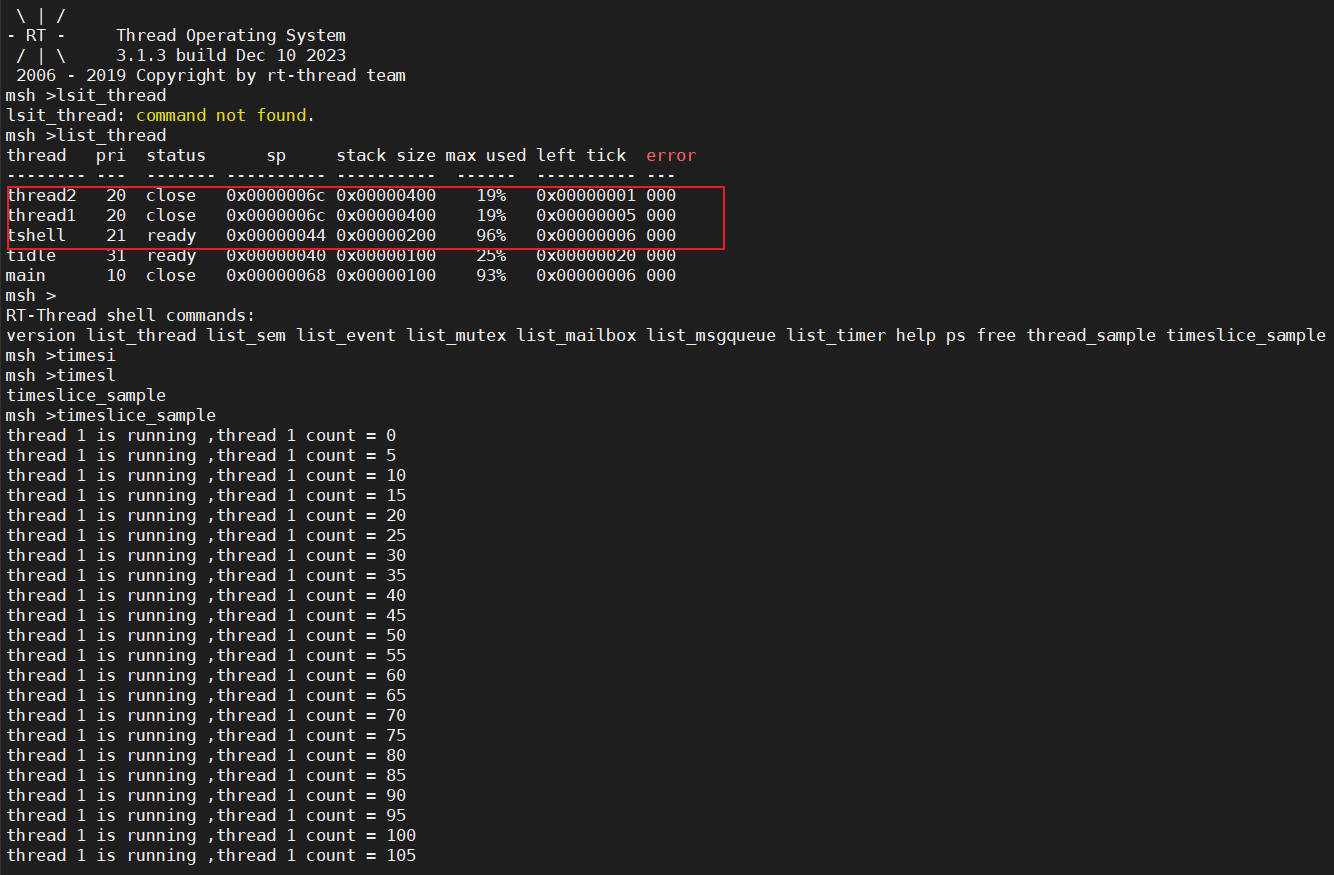 \ | /
- RT -     Thread Operating System
 / | \     3.1.3 build Dec 10 2023
 2006 - 2019 Copyright by rt-thread team
msh >lsit_thread
lsit_thread: command not found.
msh >list_thread
thread   pri  status      sp     stack size max used left tick  error
-------- ---  ------- ---------- ----------  ------  ---------- ---
thread2   20  close   0x0000006c 0x00000400    19%   0x00000001 000
thread1   20  close   0x0000006c 0x00000400    19%   0x00000005 000
tshell    21  ready   0x00000044 0x00000200    96%   0x00000006 000
tidle     31  ready   0x00000040 0x00000100    25%   0x00000020 000
main      10  close   0x00000068 0x00000100    93%   0x00000006 000
msh >
RT-Thread shell commands:
version list_thread list_sem list_event list_mutex list_mailbox list_msgqueue list_timer help ps free thread_sample timeslice_sample
msh >timesi
msh >timesl
timeslice_sample
msh >timeslice_sample
thread 1 is running ,thread 1 count = 0
thread 1 is running ,thread 1 count = 5
thread 1 is running ,thread 1 count = 10
thread 1 is running ,thread 1 count = 15
thread 1 is running ,thread 1 count = 20
thread 1 is running ,thread 1 count = 25
thread 1 is running ,thread 1 count = 30
thread 1 is running ,thread 1 count = 35
thread 1 is running ,thread 1 count = 40
thread 1 is running ,thread 1 count = 45
thread 1 is running ,thread 1 count = 50
thread 1 is running ,thread 1 count = 55
thread 1 is running ,thread 1 count = 60
thread 1 is running ,thread 1 count = 65
thread 1 is running ,thread 1 count = 70
thread 1 is running ,thread 1 count = 75
thread 1 is running ,thread 1 count = 80
thread 1 is running ,thread 1 count = 85
thread 1 is running ,thread 1 count = 90
thread 1 is running ,thread 1 count = 95
thread 1 is running ,thread 1 count = 100
thread 1 is running ,thread 1 count = 105